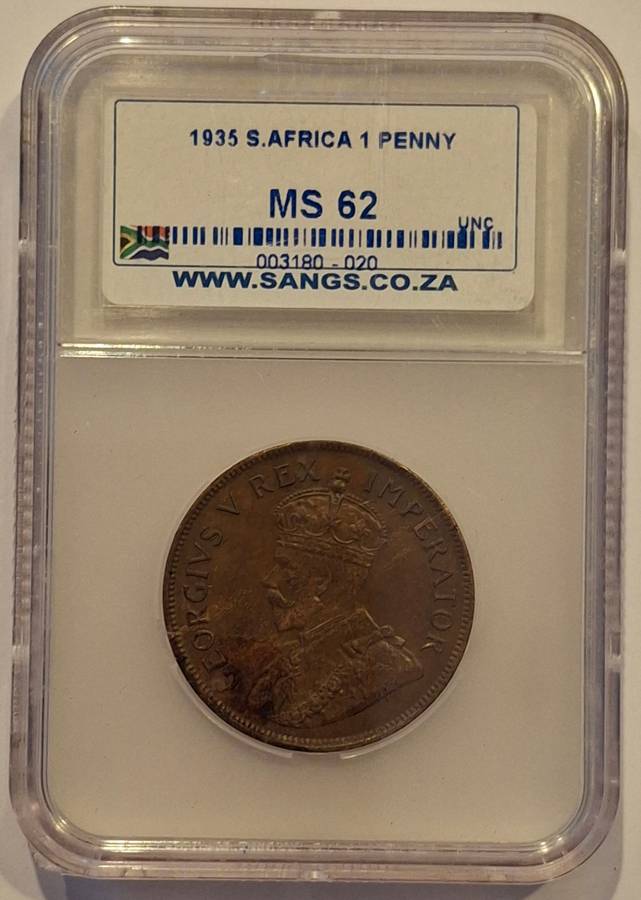 1935 S.AFRICA 1 PENNY
MS 62
UNC
003180 - 020
WWW.SANGS.CO.ZA
GEORGIVS V REX IMPERATOR